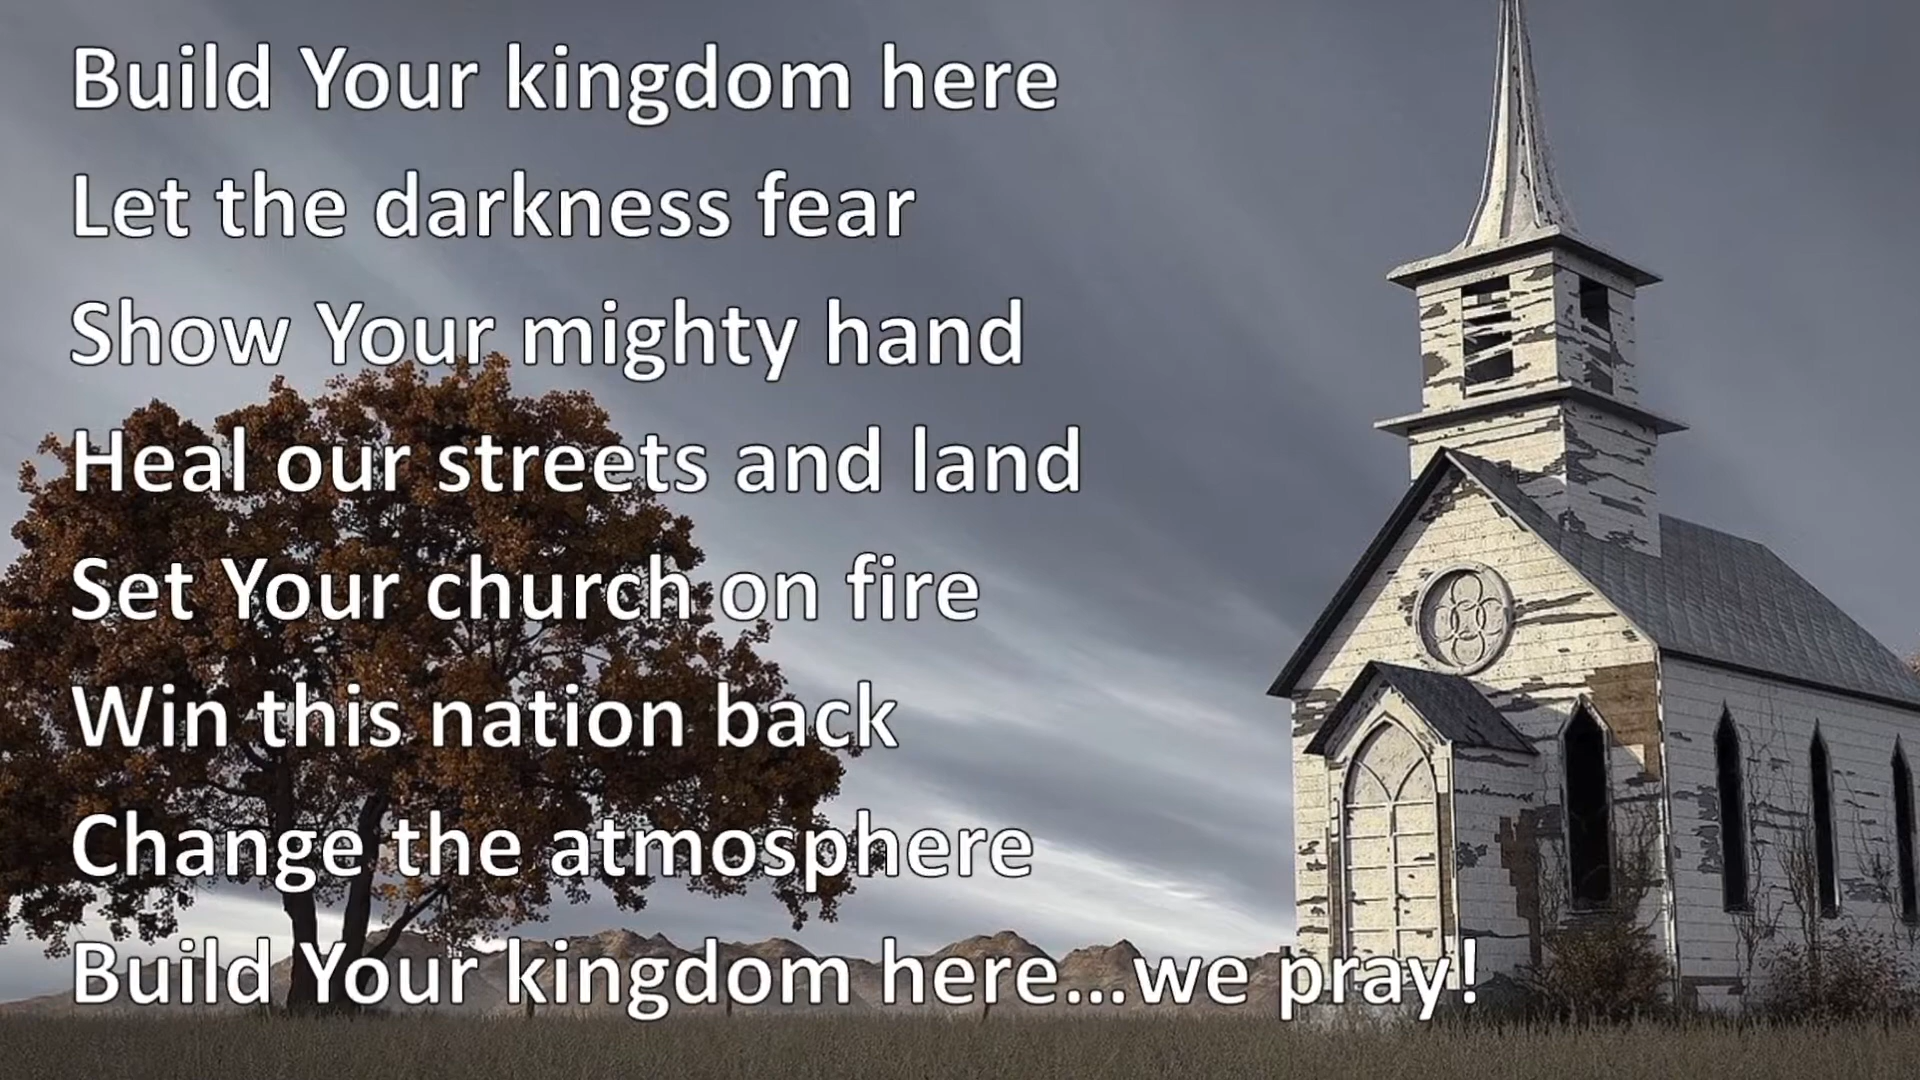 Build Your kingdom here
Let the darkness fear
Show Your mighty hand
Heal our streets and land
Set Your church on fire
Win this nation back
Change the atmosphere
Build Your kingdom here...we pray!